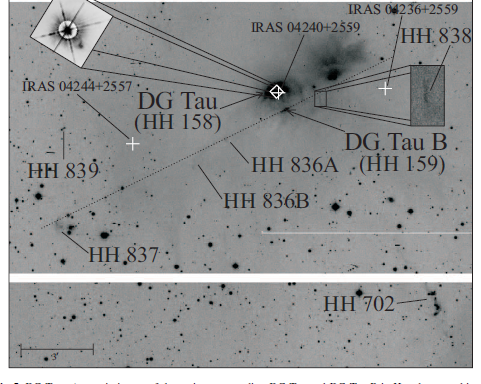 IRAS 04236+2559
IRAS 04240+2559
HH 838
IRAS 04244+2557
DG Tau
(HH 158)
DG Tau B
(HH 159)
HH 839
HH 836A
HH 836B
HH 837
HH 702
3'